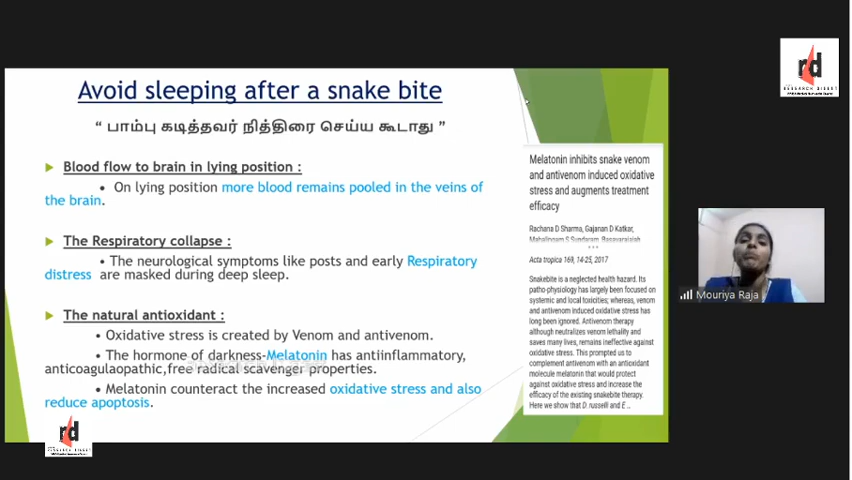 Avoid sleeping after a snake bite
“ பாம்பு கடித்தவர் நித்திரை செய்ய கூடாது ”
Blood flow to brain in lying position :
• On lying position more blood remains pooled in the veins of
the brain.
The Respiratory collapse :
• The neurological symptoms like posts and early Respiratory
distress are masked during deep sleep.
The natural antioxidant :
• Oxidative stress is created by Venom and antivenom.
• The hormone of darkness-Melatonin has antiinflammatory,
anticoagulaopathic,free radical scavenger properties.
• Melatonin counteract the increased oxidative stress and also
reduce apoptosis.
Melatonin inhibits snake venom
and antivenom induced oxidative
stress and augments treatment
efficacy
Rachana D Sharma, Gajanan D Katkar,
Mahalingam S Sundaram, Basavarajaiah
...
Acta tropica 169, 14-25, 2017
Snakebite is a neglected health hazard. Its
patho-physiology has largely been focused on
systemic and local toxicities; whereas, venom
and antivenom induced oxidative stress has
long been ignored. Antivenom therapy
although neutralizes venom lethality and
saves many lives, remains ineffective against
oxidative stress. This prompted us to
complement antivenom with an antioxidant
molecule melatonin that would protect
against oxidative stress and increase the
efficacy of the existing snakebite therapy.
Here we show that D. russelli and E ...
rd
RESEARCH DIGEST
Mouriya Raja
rd
RESEARCH DIGEST